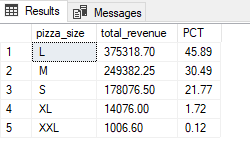 Results Messages
pizza_size total_revenue PCT
1 L 375318.70 45.89
2 M 249382.25 30.49
3 S 178076.50 21.77
4 XL 14076.00 1.72
5 XXL 1006.60 0.12